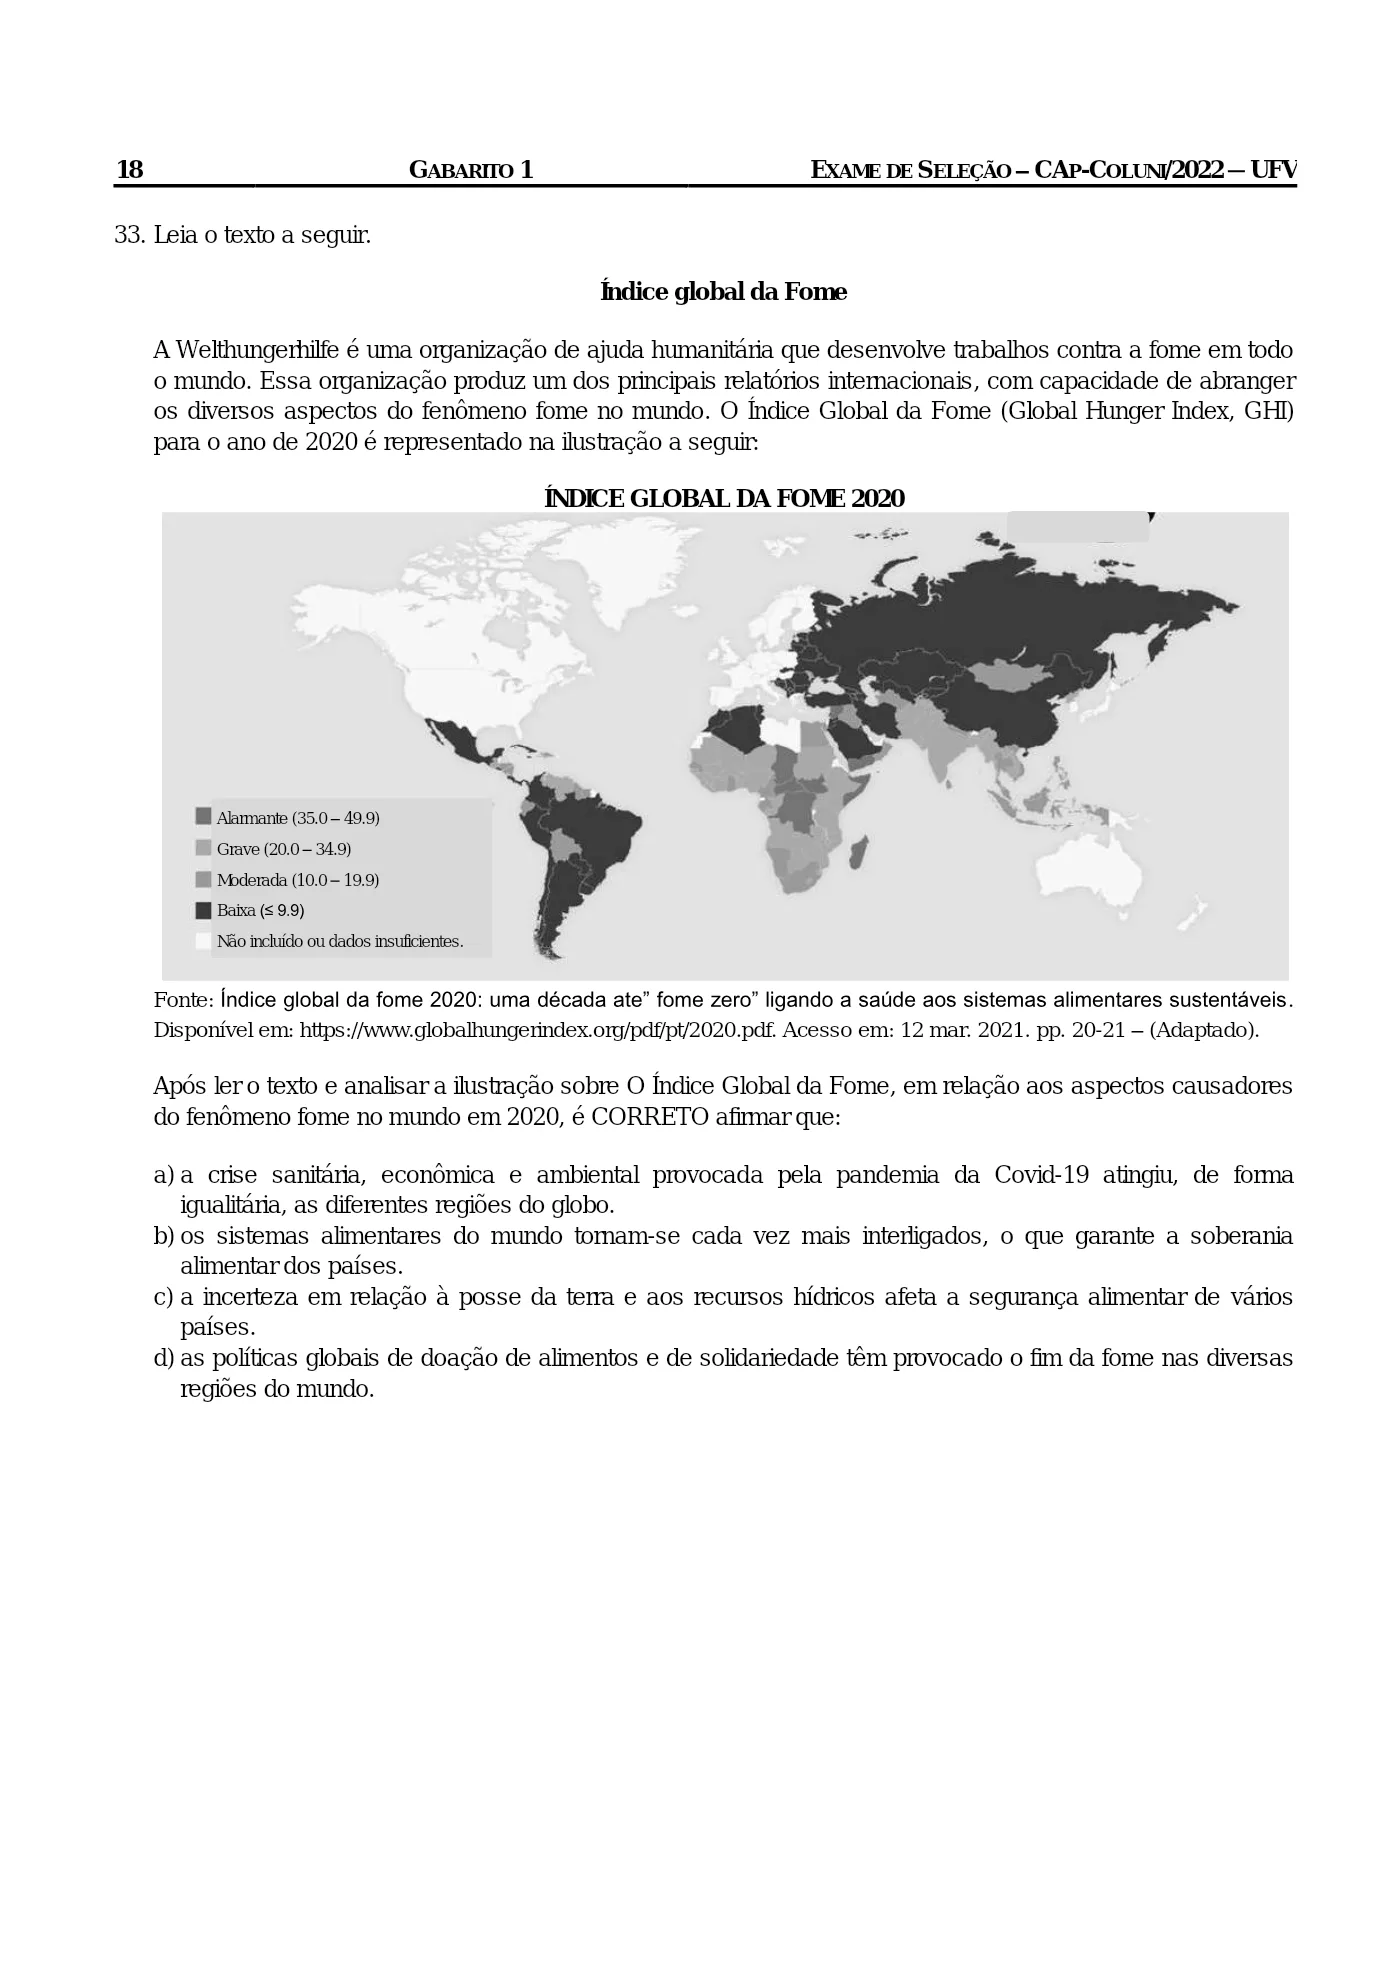 18 GABARITO 1 EXAME DE SELEÇÃO – CAP-COLUNI/2022 — UFV
33. Leia o texto a seguir.
Índice global da Fome
A Welthungerhilfe é uma organização de ajuda humanitária que desenvolve trabalhos contra a fome em todo
o mundo. Essa organização produz um dos principais relatórios internacionais, com capacidade de abranger
os diversos aspectos do fenômeno fome no mundo. O Índice Global da Fome (Global Hunger Index, GHI)
para o ano de 2020 é representado na ilustração a seguir:
ÍNDICE GLOBAL DA FOME 2020
Alarmante (35.0 – 49.9)
Grave (20.0 – 34.9)
Moderada (10.0 – 19.9)
Baixa (≤ 9.9)
Não incluído ou dados insuficientes.
Fonte: Índice global da fome 2020: uma década ate” fome zero” ligando a saúde aos sistemas alimentares sustentáveis.
Disponível em: https://www.globalhungerindex.org/pdf/pt/2020.pdf. Acesso em: 12 mar. 2021. pp. 20-21 – (Adaptado).
Após ler o texto e analisar a ilustração sobre O Índice Global da Fome, em relação aos aspectos causadores
do fenômeno fome no mundo em 2020, é CORRETO afirmar que:
a) a crise sanitária, econômica e ambiental provocada pela pandemia da Covid-19 atingiu, de forma
igualitária, as diferentes regiões do globo.
b) os sistemas alimentares do mundo tornam-se cada vez mais interligados, o que garante a soberania
alimentar dos países.
c) a incerteza em relação à posse da terra e aos recursos hídricos afeta a segurança alimentar de vários
países.
d) as políticas globais de doação de alimentos e de solidariedade têm provocado o fim da fome nas diversas
regiões do mundo.